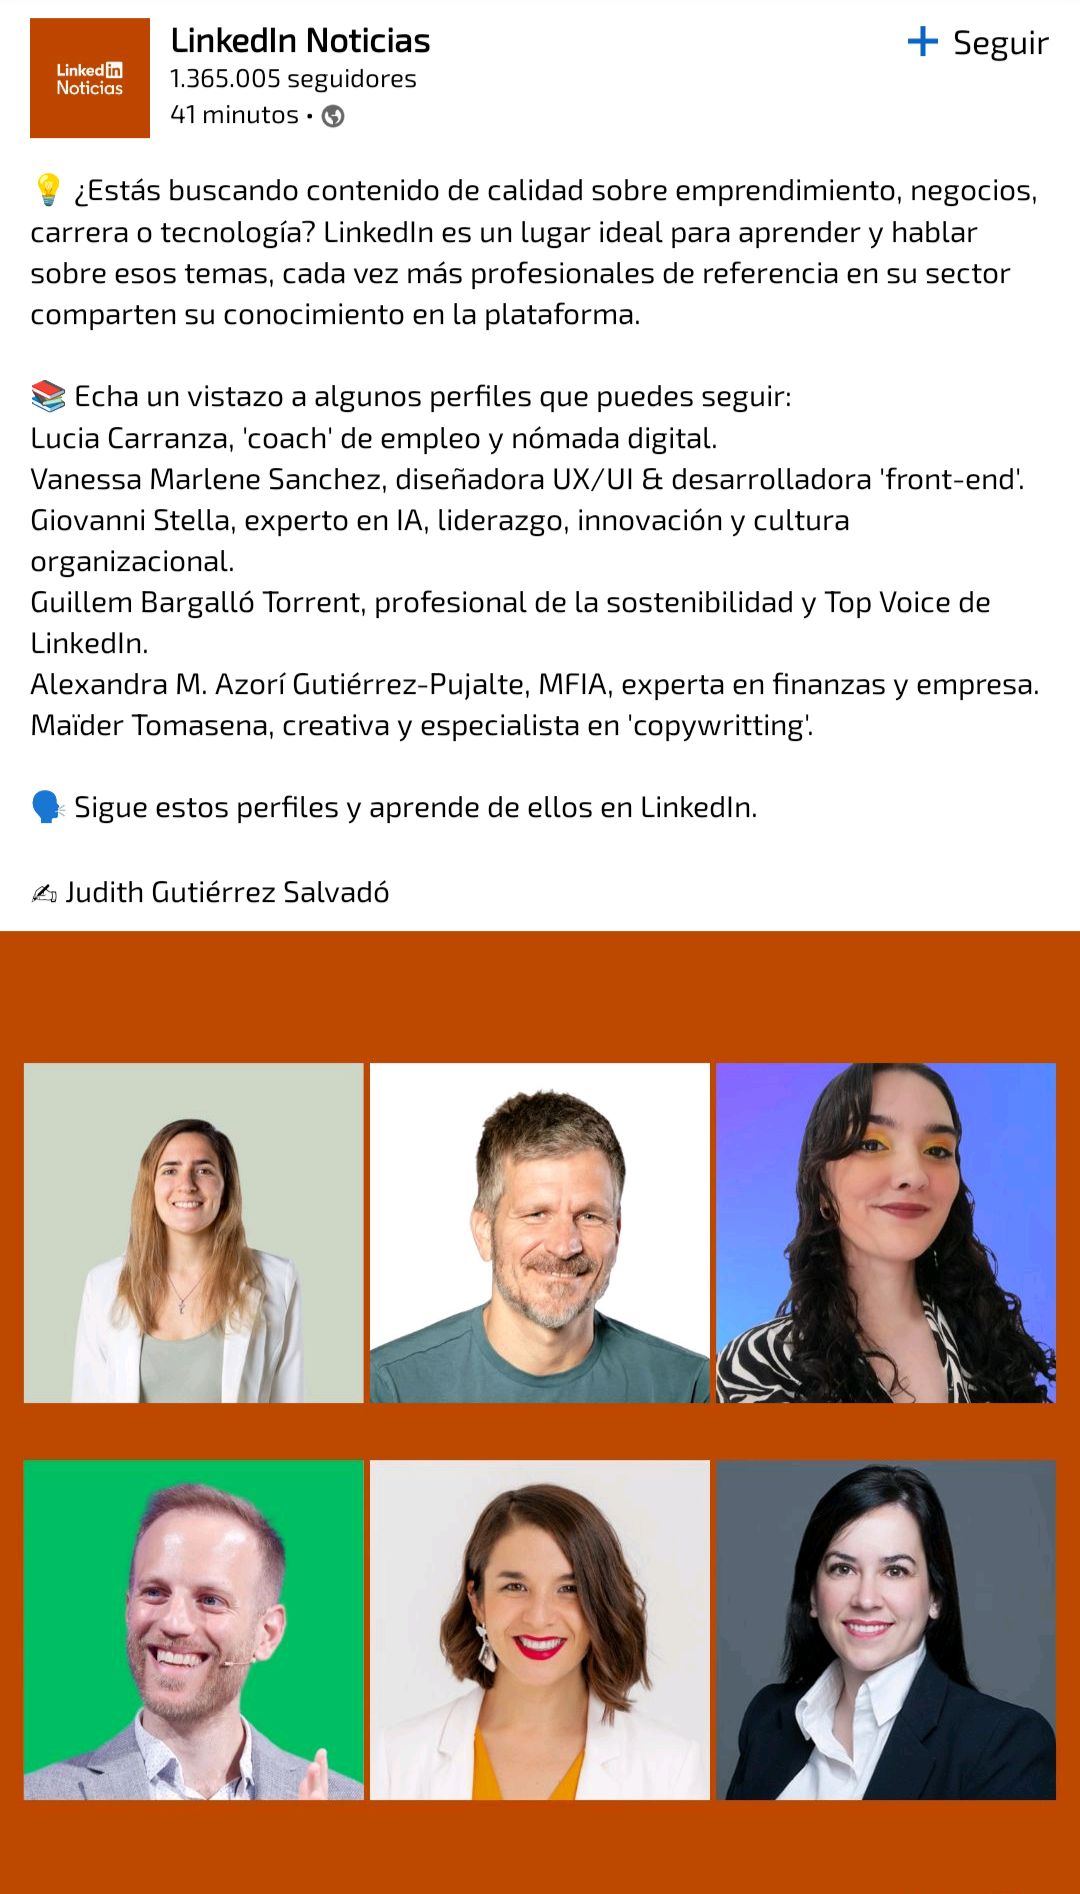 Linked in
Noticias
LinkedIn Noticias
1.365.005 seguidores
41 minutos •
+ Seguir
💡 ¿Estás buscando contenido de calidad sobre emprendimiento, negocios,
carrera o tecnología? LinkedIn es un lugar ideal para aprender y hablar
sobre esos temas, cada vez más profesionales de referencia en su sector
comparten su conocimiento en la plataforma.
📚 Echa un vistazo a algunos perfiles que puedes seguir:
Lucia Carranza, 'coach' de empleo y nómada digital.
Vanessa Marlene Sanchez, diseñadora UX/UI & desarrolladora 'front-end'.
Giovanni Stella, experto en IA, liderazgo, innovación y cultura
organizacional.
Guillem Bargalló Torrent, profesional de la sostenibilidad y Top Voice de
LinkedIn.
Alexandra M. Azorí Gutiérrez-Pujalte, MFIA, experta en finanzas y empresa.
Maïder Tomasena, creativa y especialista en 'copywritting'.
🗣 Sigue estos perfiles y aprende de ellos en LinkedIn.
✍ Judith Gutiérrez Salvadó